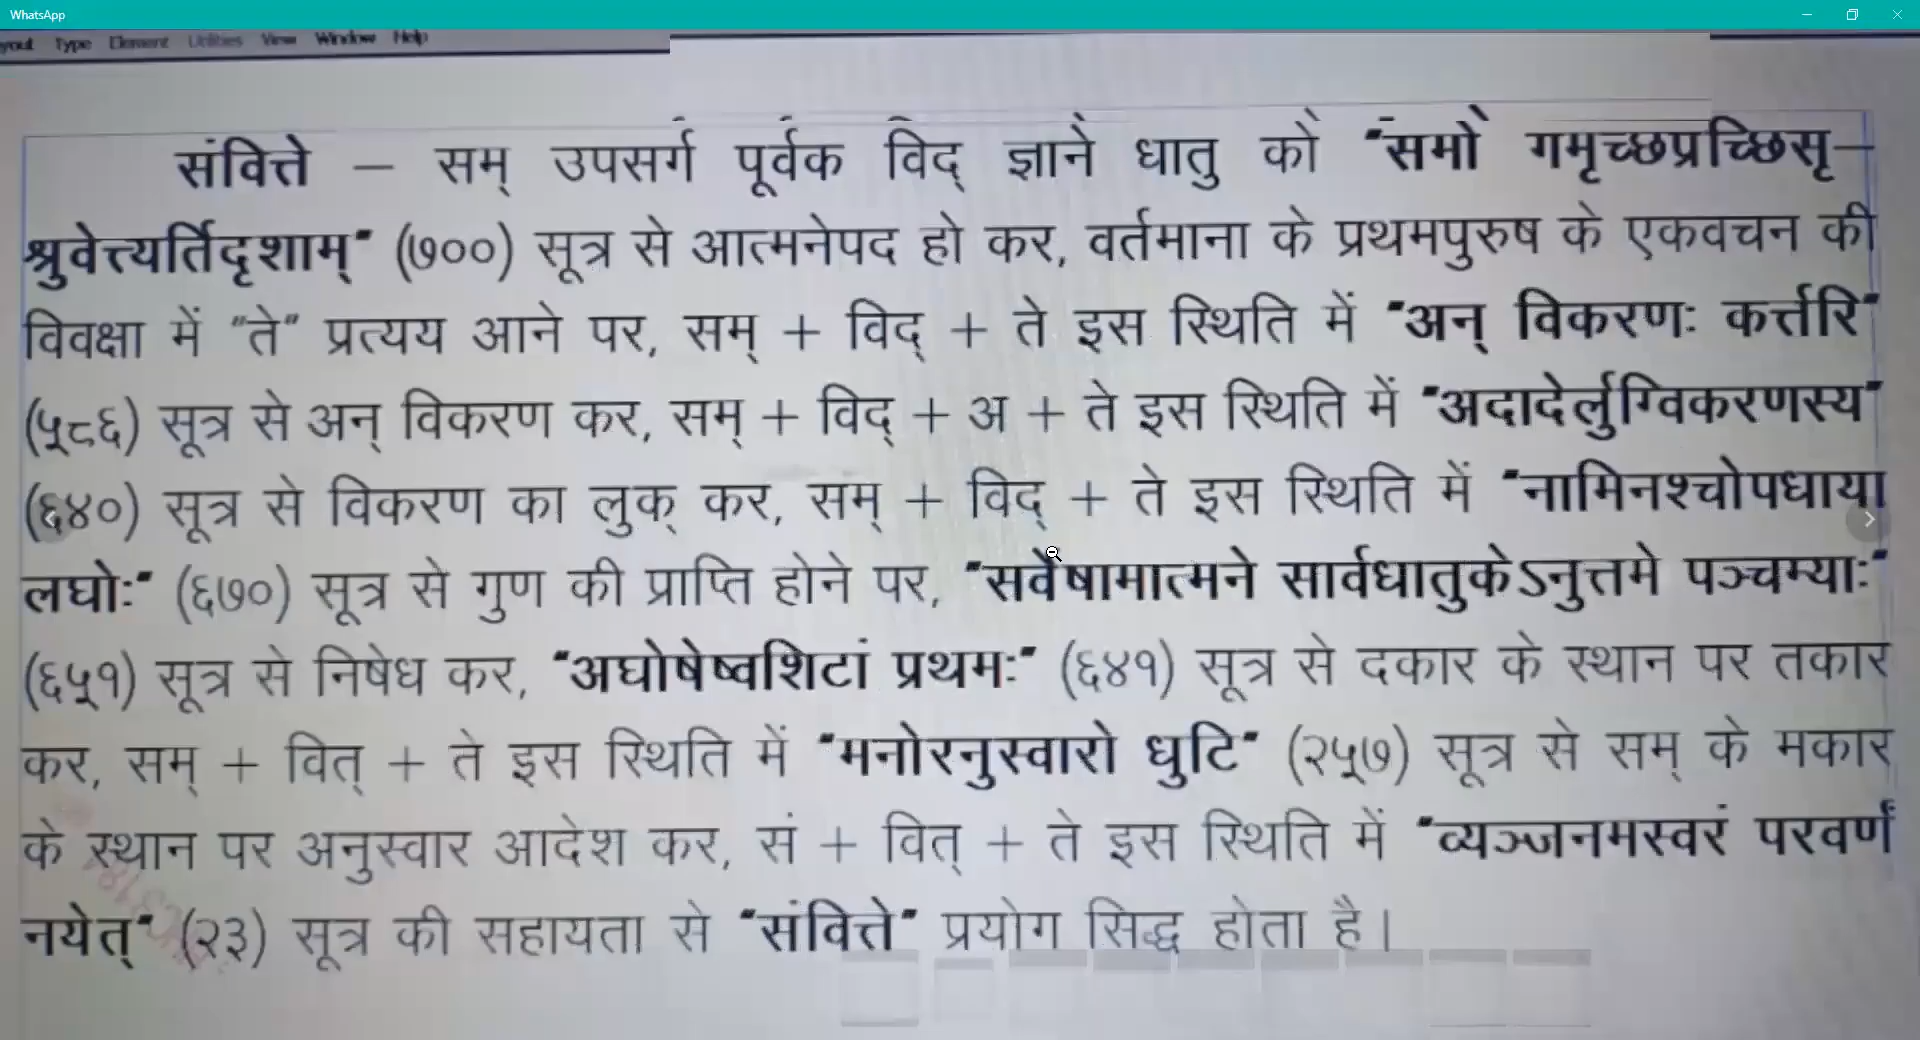 WhatsApp
yout Type Element Utilities View Window Help
संवित्ते – सम् उपसर्ग पूर्वक विद् ज्ञाने धातु को "समो गमृच्छप्रच्छिसृ–
श्रुवेत्त्यर्तिदृशाम्" (७००) सूत्र से आत्मनेपद हो कर, वर्तमाना के प्रथमपुरुष के एकवचन की
विवक्षा में "ते" प्रत्यय आने पर, सम् + विद् + ते इस स्थिति में "अन् विकरणः कर्त्तरि"
(५८६) सूत्र से अन् विकरण कर, सम् + विद् + अ + ते इस स्थिति में "अदादेर्लुग्विकरणस्य"
(६४०) सूत्र से विकरण का लुक् कर, सम् + विद् + ते इस स्थिति में "नामिनश्चोपधाया
लघोः" (६७०) सूत्र से गुण की प्राप्ति होने पर, "सर्वेषामात्मने सार्वधातुकेऽनुत्तमे पञ्चम्याः"
(६५१) सूत्र से निषेध कर, "अघोषेष्वशिटां प्रथमः" (६४१) सूत्र से दकार के स्थान पर तकार
कर, सम् + वित् + ते इस स्थिति में "मनोरनुस्वारो धुटि" (२५७) सूत्र से सम् के मकार
के स्थान पर अनुस्वार आदेश कर, सं + वित् + ते इस स्थिति में "व्यञ्जनमस्वरं परवर्णं
नयेत्" (२३) सूत्र की सहायता से "संवित्ते" प्रयोग सिद्ध होता है।